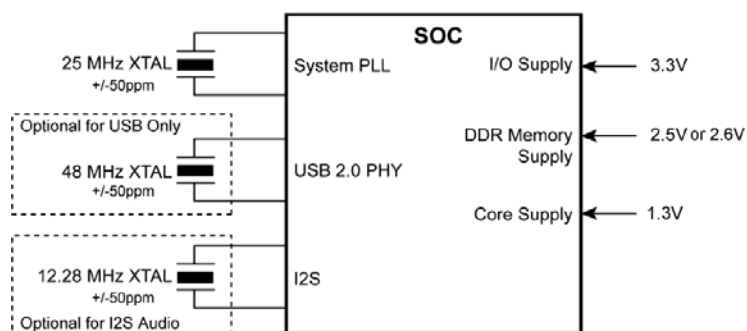 SOC
25 MHz XTAL
+/-50ppm
System PLL
I/O Supply
3.3V
Optional for USB Only
48 MHz XTAL
+/-50ppm
USB 2.0 PHY
DDR Memory
Supply
2.5V or 2.6V
Core Supply
1.3V
12.28 MHz XTAL
+/-50ppm
I2S
Optional for I2S Audio